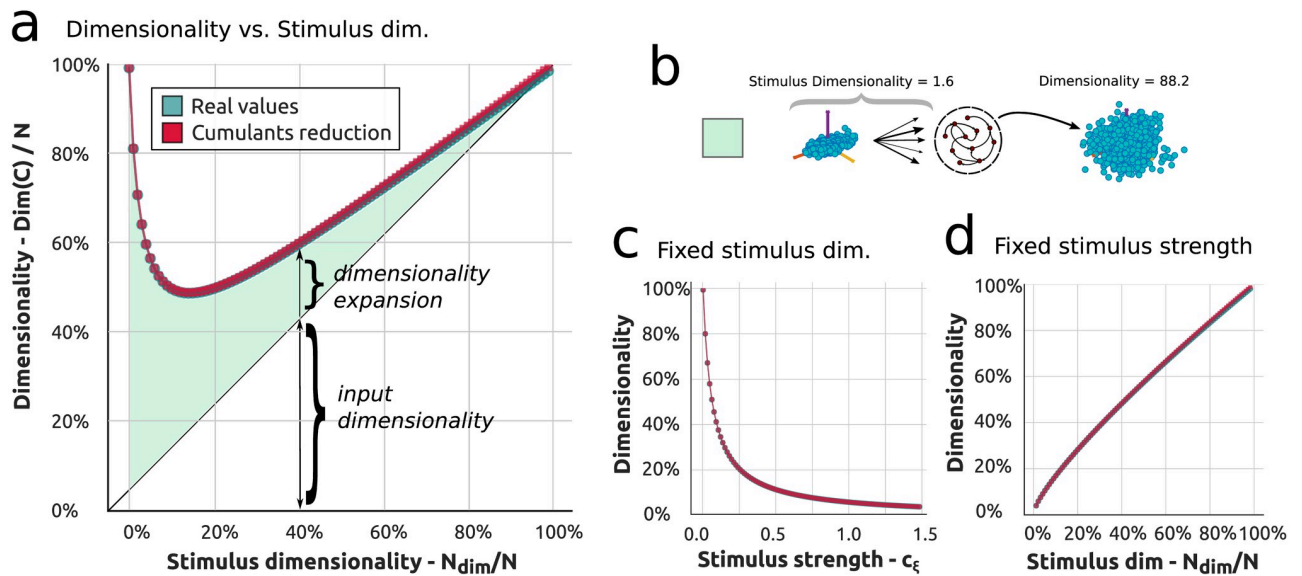 a Dimensionality vs. Stimulus dim.
100%
80%
60%
40%
20%
0%
Dimensionality - Dim(C) / N
Real values
Cumulants reduction
dimensionality
expansion
input
dimensionality
0% 20% 40% 60% 80% 100%
Stimulus dimensionality - Ndim/N
b
Stimulus Dimensionality = 1.6
Dimensionality = 88.2
c Fixed stimulus dim.
100%
80%
60%
40%
20%
0%
Dimensionality
0.0 0.5 1.0 1.5
Stimulus strength - cξ
d Fixed stimulus strength
100%
80%
60%
40%
20%
0%
Dimensionality
0% 20% 40% 60% 80% 100%
Stimulus dim - Ndim/N